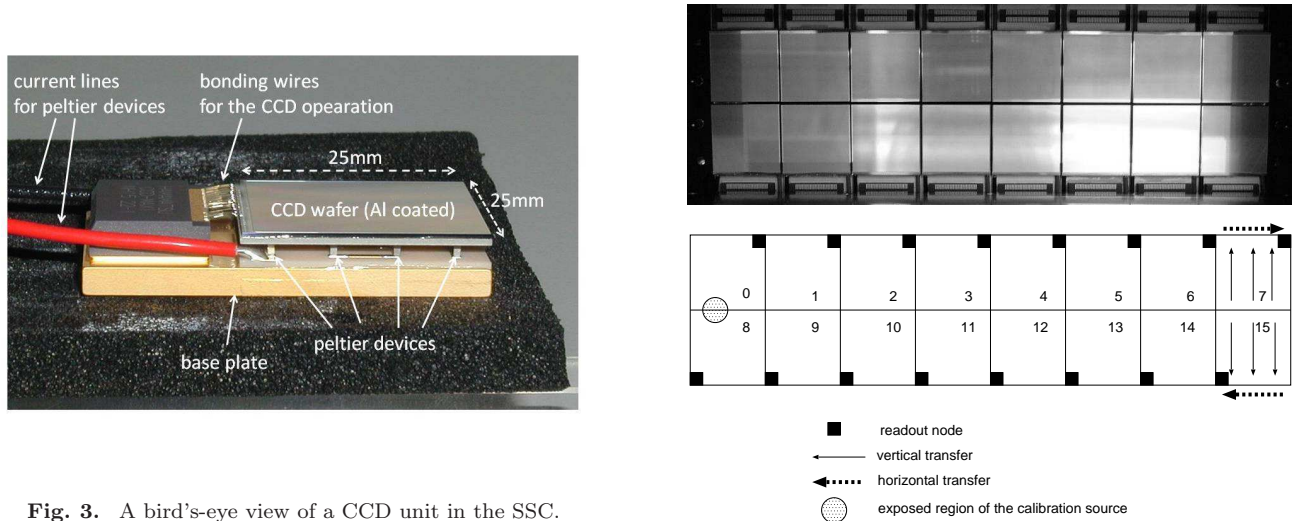 current lines
for peltier devices
bonding wires
for the CCD opearation
25mm
25mm
CCD wafer (Al coated)
base plate
peltier devices
Fig. 3. A bird's-eye view of a CCD unit in the SSC.
0 1 2 3 4 5 6 7
8 9 10 11 12 13 14 15
readout node
vertical transfer
horizontal transfer
exposed region of the calibration source